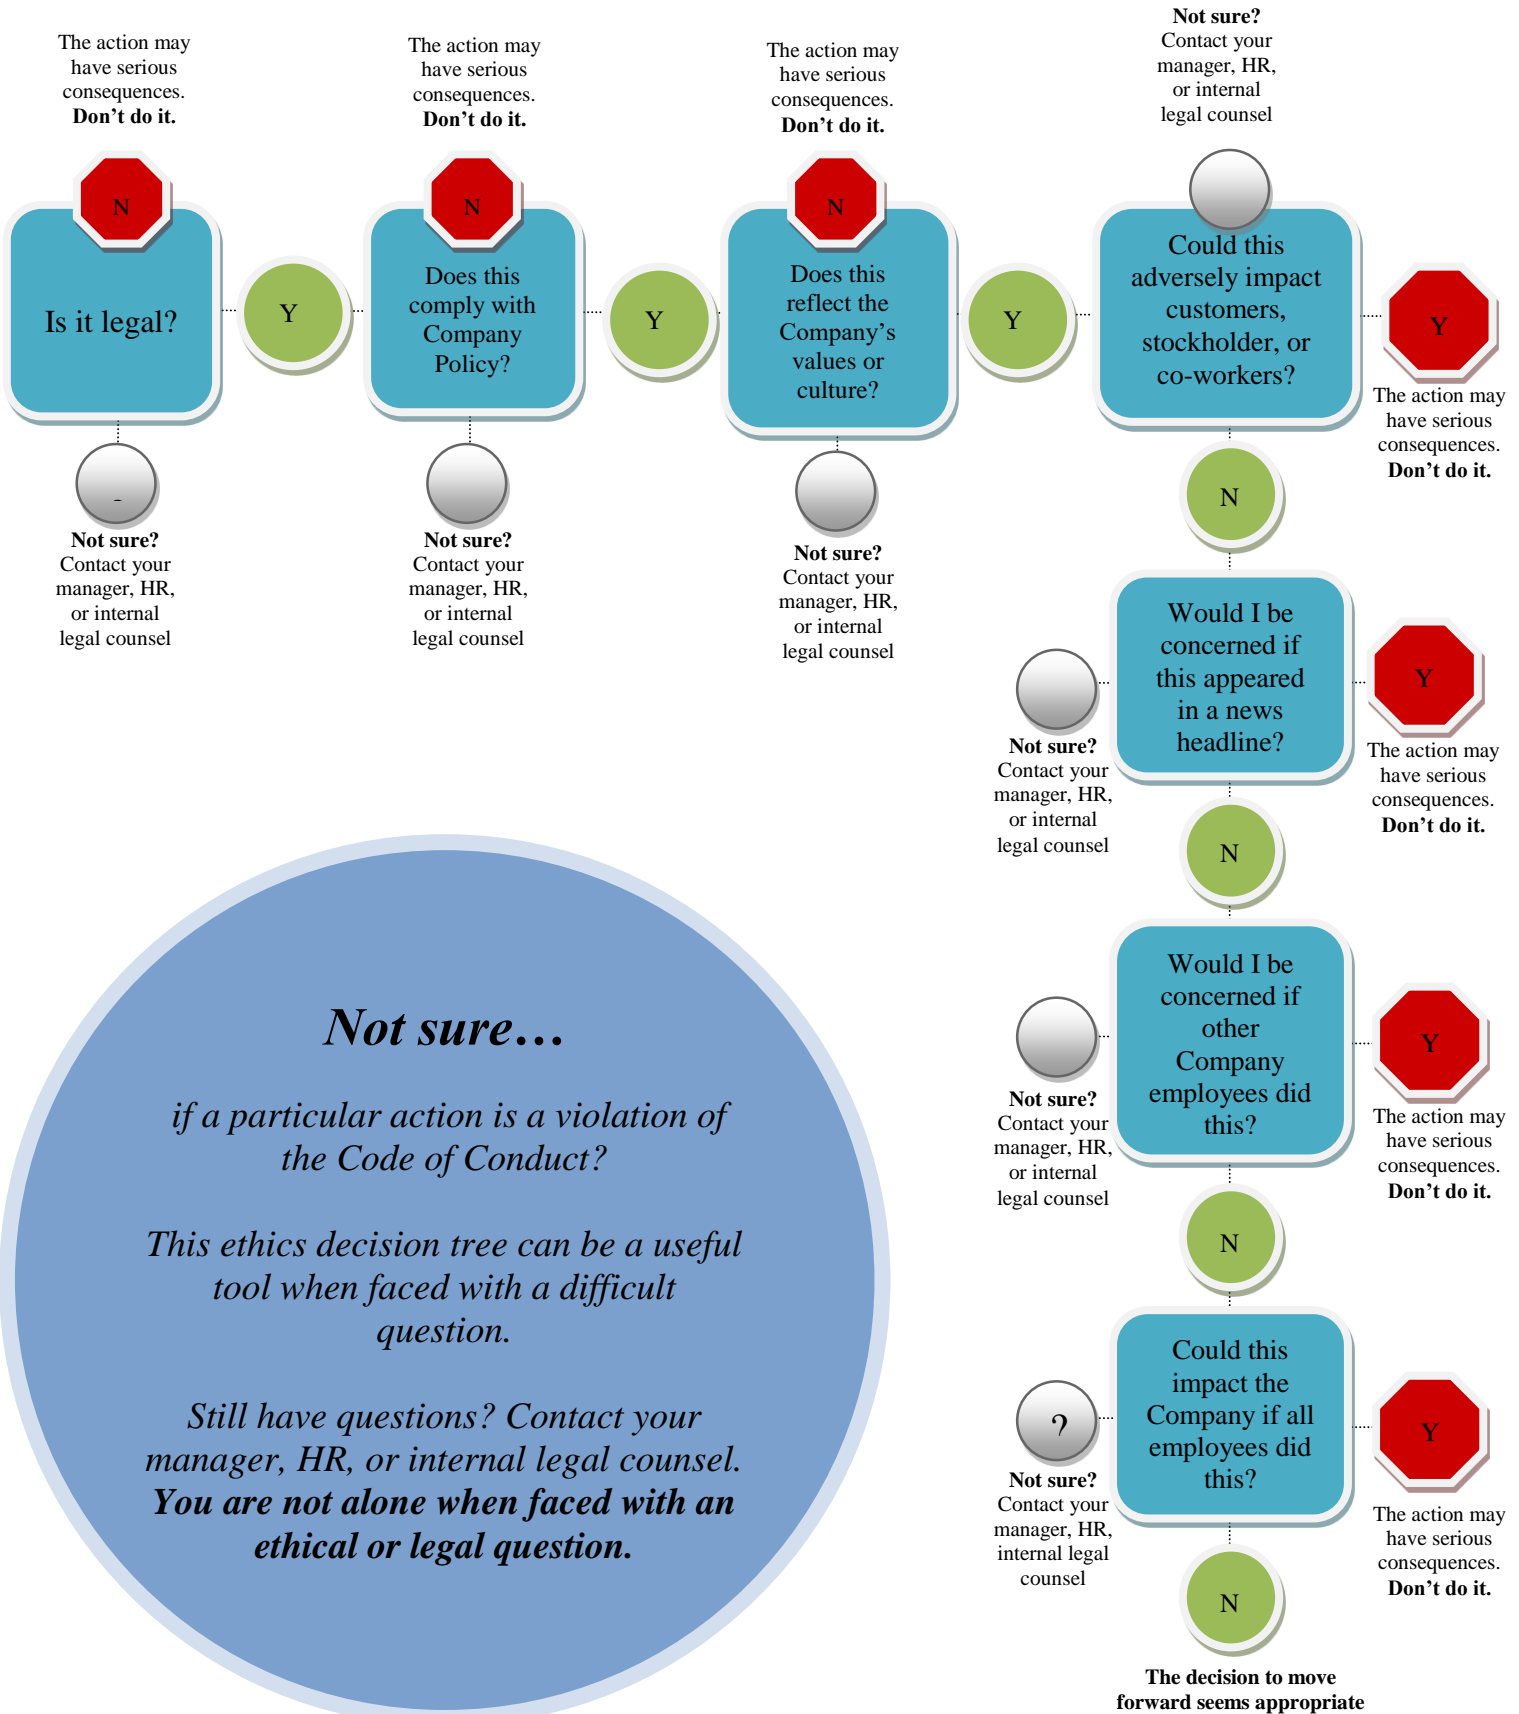 The action may
have serious
consequences.
Don’t do it.
N
Is it legal?
Not sure?
Contact your
manager, HR,
or internal
legal counsel
Y
The action may
have serious
consequences.
Don’t do it.
N
Does this
comply with
Company
Policy?
Not sure?
Contact your
manager, HR,
or internal
legal counsel
Y
The action may
have serious
consequences.
Don’t do it.
N
Does this
reflect the
Company’s
values or
culture?
Not sure?
Contact your
manager, HR,
or internal
legal counsel
Y
Not sure?
Contact your
manager, HR,
or internal
legal counsel
Could this
adversely impact
customers,
stockholder, or
co-workers?
Y
The action may
have serious
consequences.
Don’t do it.
N
Would I be
concerned if
this appeared
in a news
headline?
Not sure?
Contact your
manager, HR,
or internal
legal counsel
Y
The action may
have serious
consequences.
Don’t do it.
N
Would I be
concerned if
other
Company
employees did
this?
Not sure?
Contact your
manager, HR,
or internal
legal counsel
Y
The action may
have serious
consequences.
Don’t do it.
N
Could this
impact the
Company if all
employees did
this?
?
Not sure?
Contact your
manager, HR,
internal legal
counsel
Y
The action may
have serious
consequences.
Don’t do it.
N
The decision to move
forward seems appropriate
Not sure…
if a particular action is a violation of
the Code of Conduct?
This ethics decision tree can be a useful
tool when faced with a difficult
question.
Still have questions? Contact your
manager, HR, or internal legal counsel.
You are not alone when faced with an
ethical or legal question.